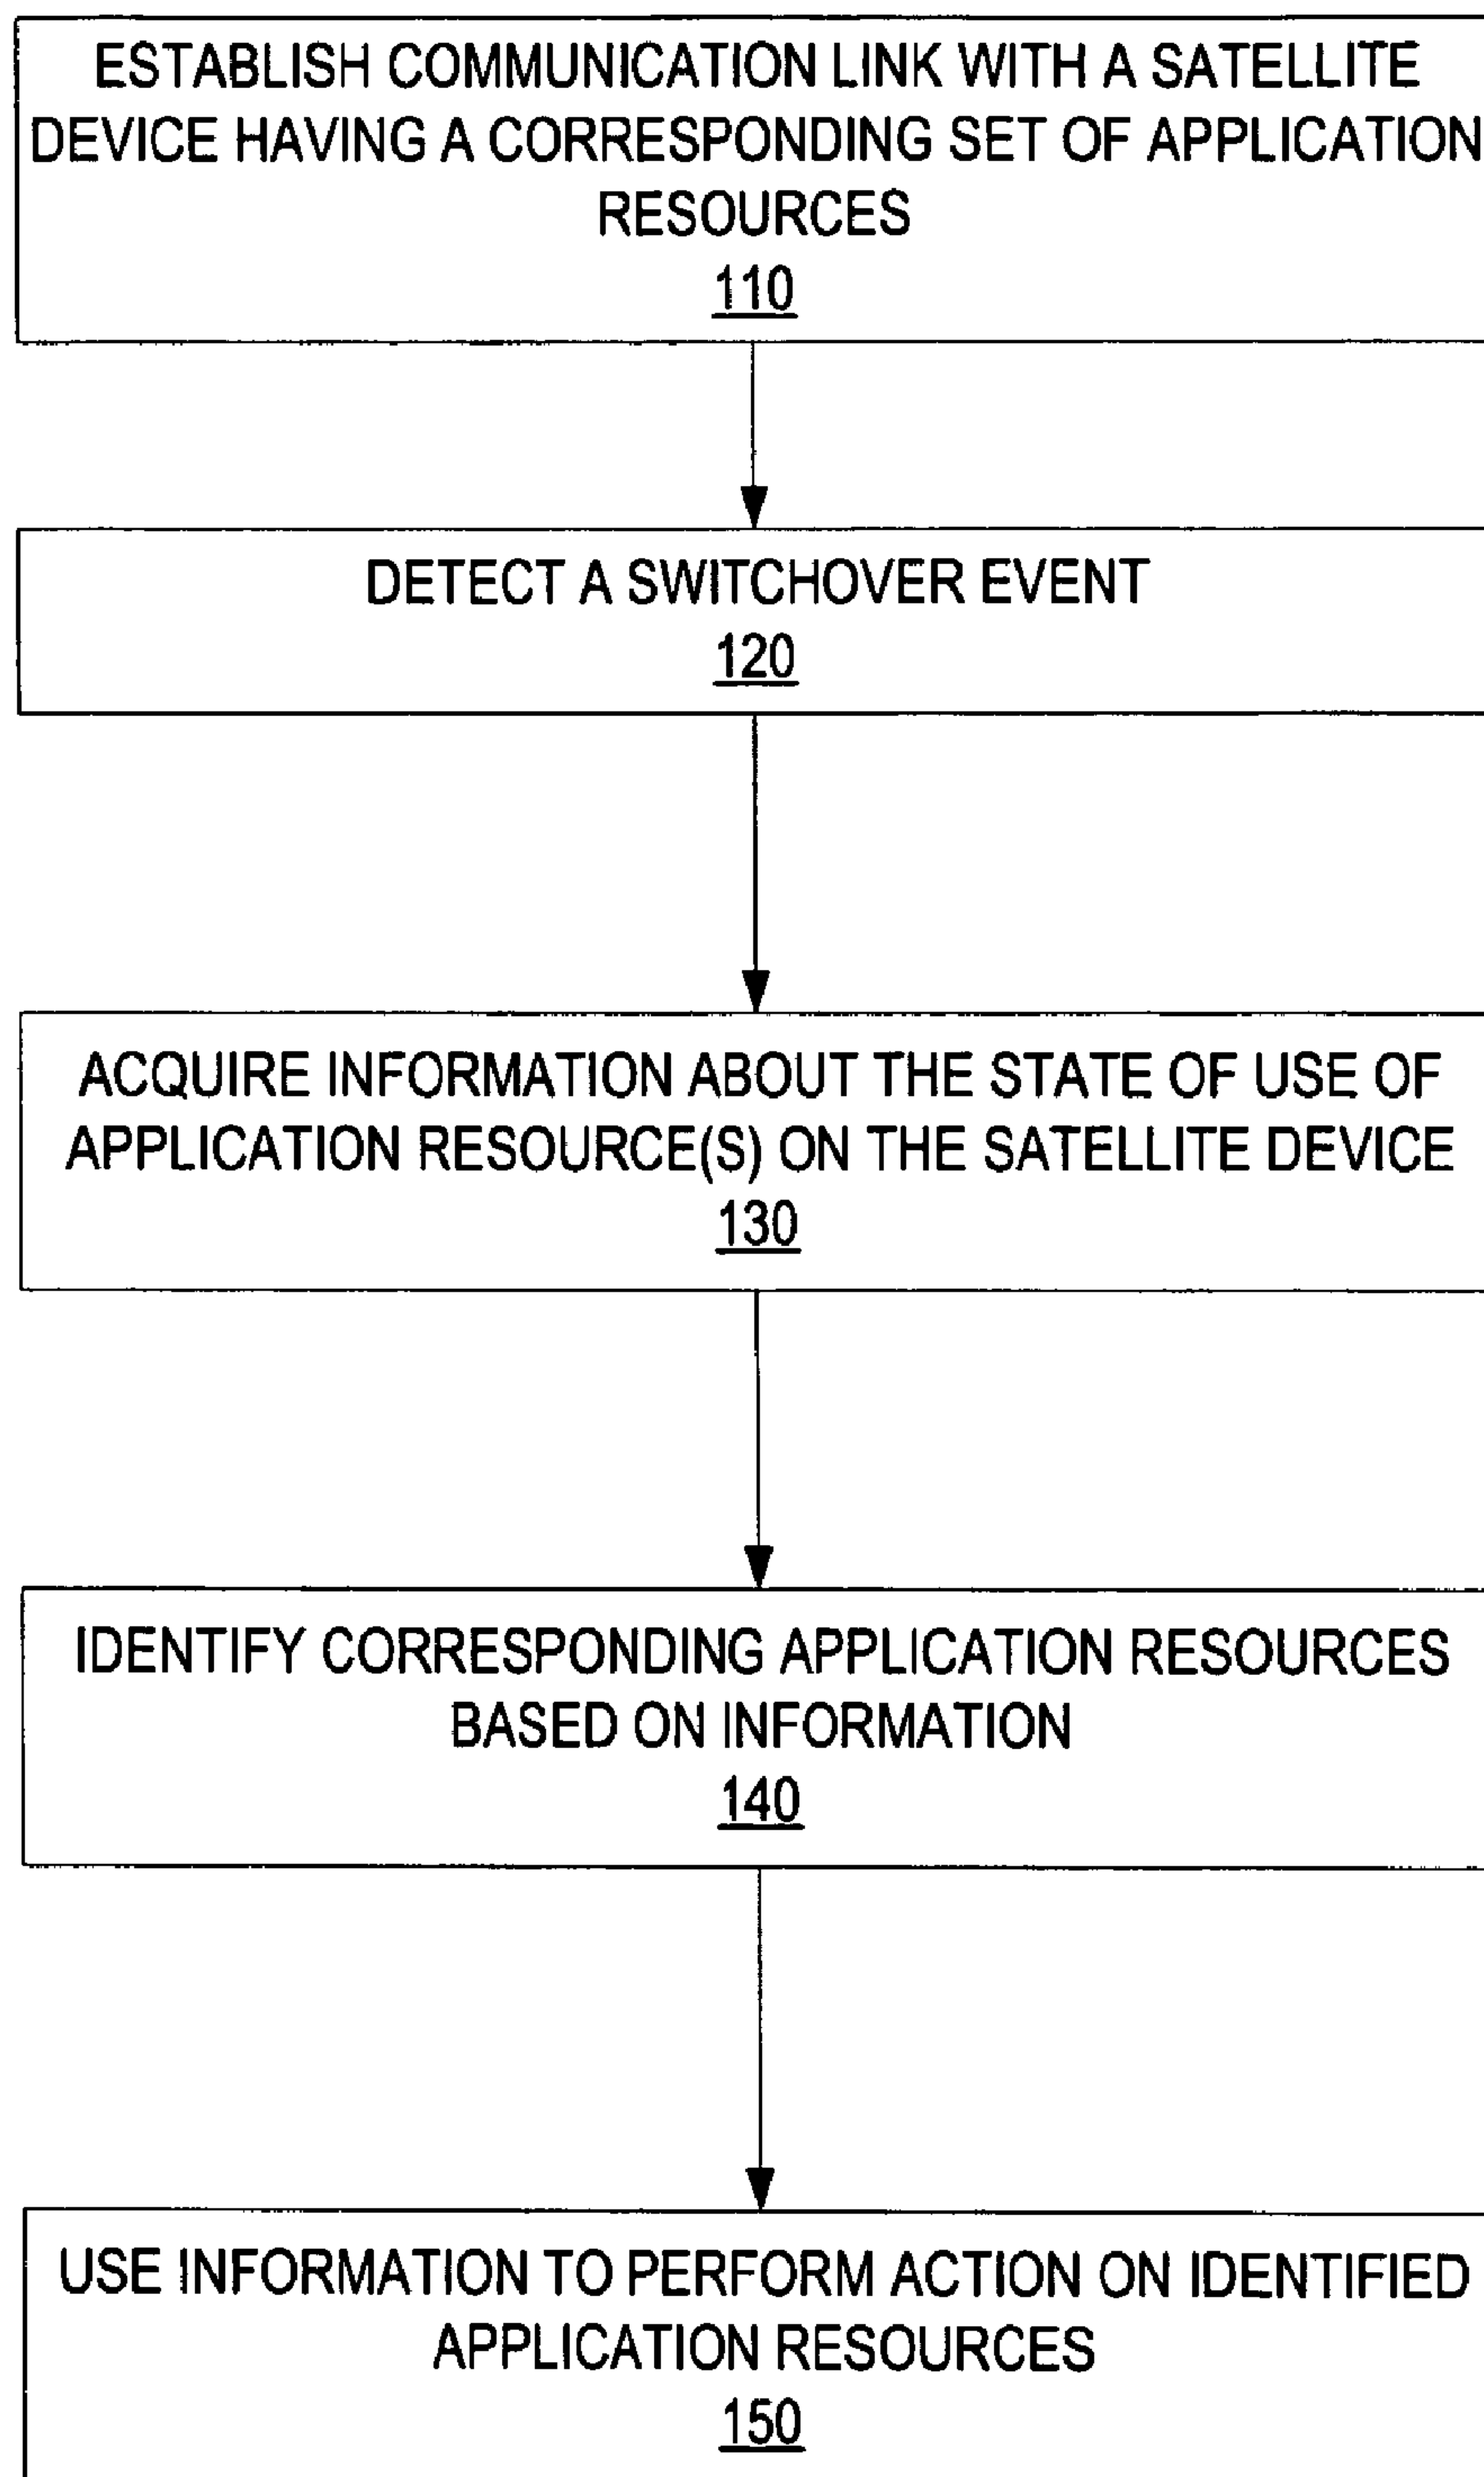 ESTABLISH COMMUNICATION LINK WITH A SATELLITE
DEVICE HAVING A CORRESPONDING SET OF APPLICATION
RESOURCES
110
DETECT A SWITCHOVER EVENT
120
ACQUIRE INFORMATION ABOUT THE STATE OF USE OF
APPLICATION RESOURCE(S) ON THE SATELLITE DEVICE
130
IDENTIFY CORRESPONDING APPLICATION RESOURCES
BASED ON INFORMATION
140
USE INFORMATION TO PERFORM ACTION ON IDENTIFIED
APPLICATION RESOURCES
150